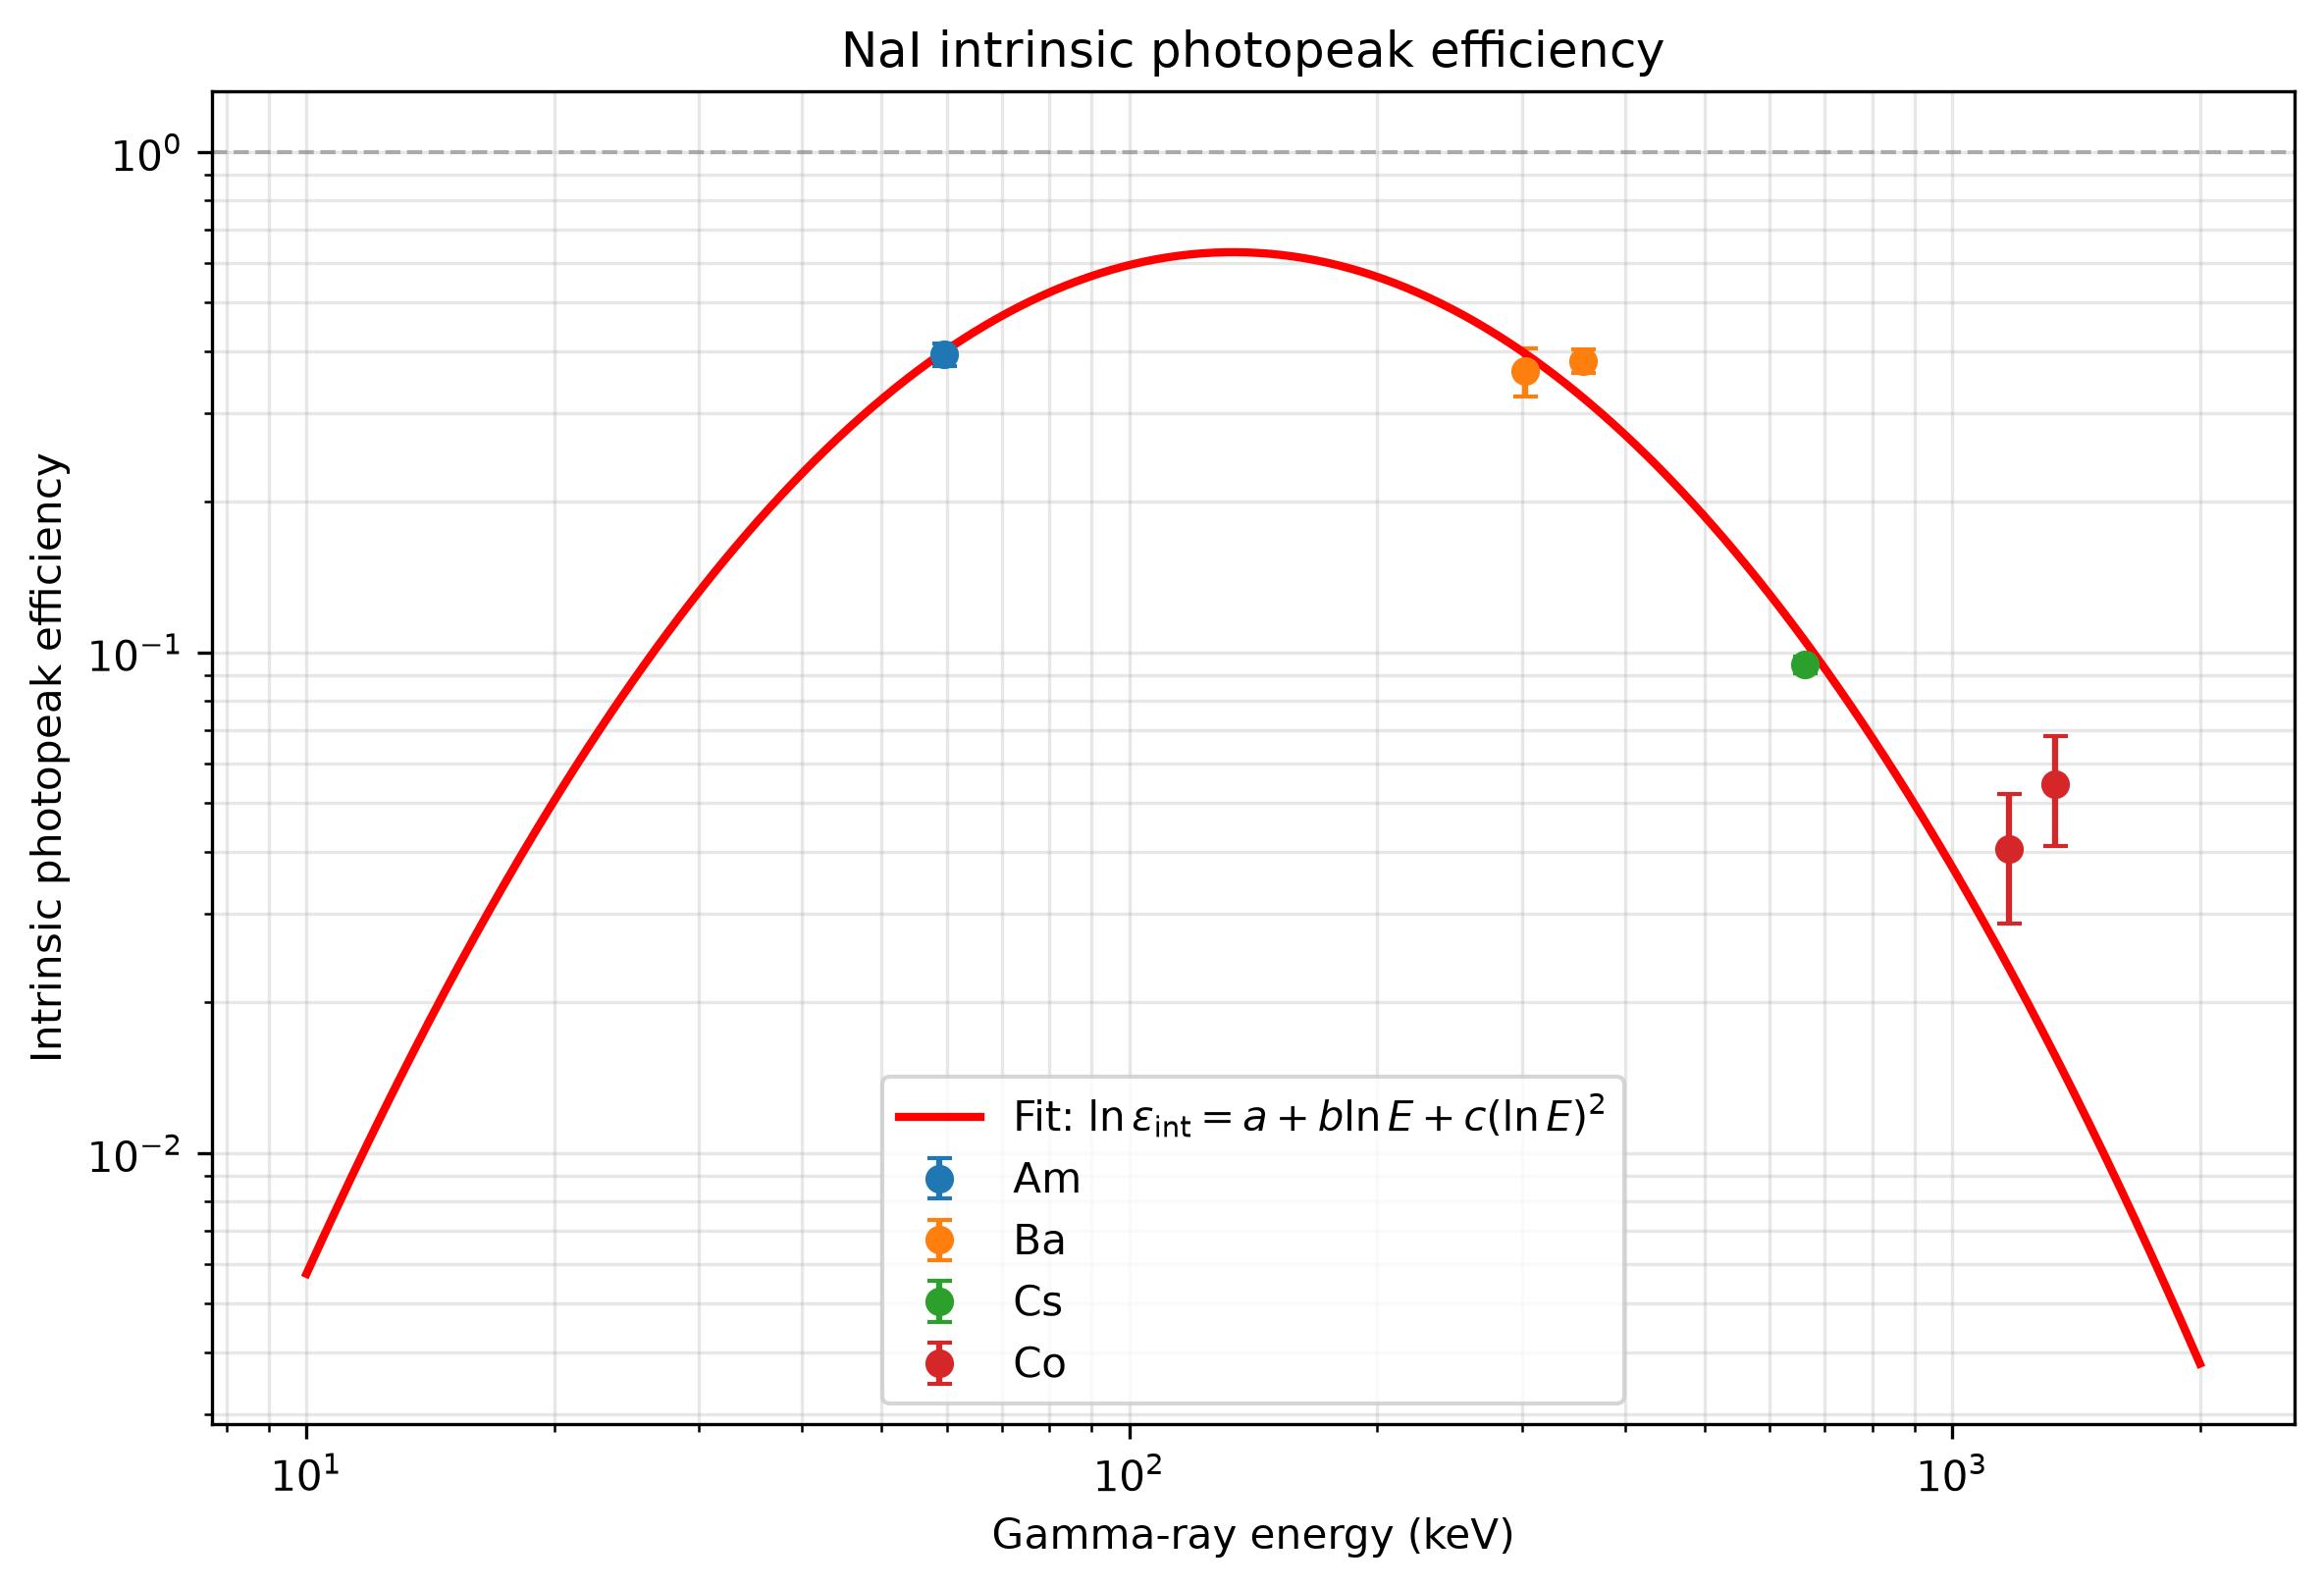 NaI intrinsic photopeak efficiency
Intrinsic photopeak efficiency
10⁰
10⁻¹
10⁻²
Fit: ln ε_int = a + b ln E + c(ln E)²
Am
Ba
Cs
Co
10¹
10²
10³
Gamma-ray energy (keV)